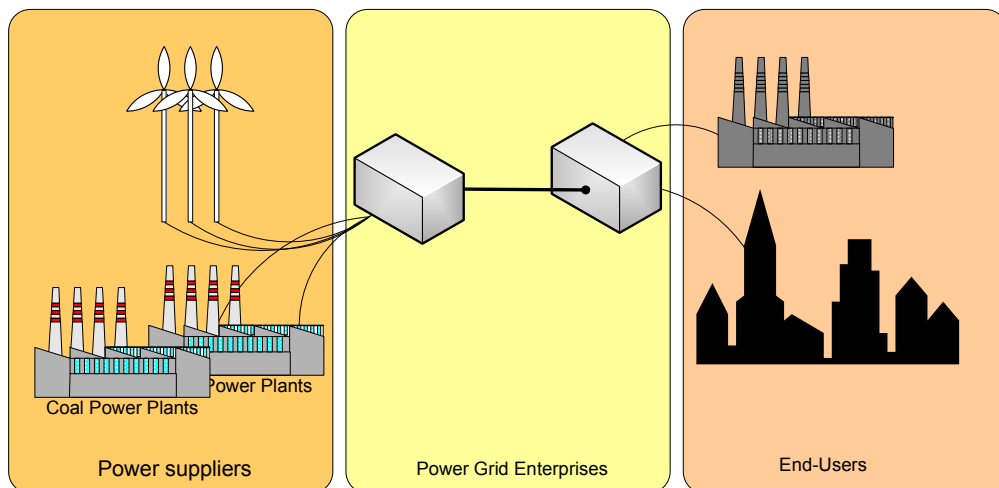 Power Plants
Coal Power Plants
Power suppliers
Power Grid Enterprises
End-Users